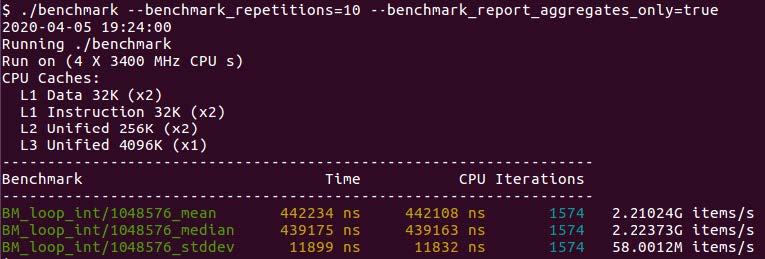 $ ./benchmark --benchmark_repetitions=10 --benchmark_report_aggregates_only=true
2020-04-05 19:24:00
Running ./benchmark
Run on (4 X 3400 MHz CPU s)
CPU Caches:
  L1 Data 32K (x2)
  L1 Instruction 32K (x2)
  L2 Unified 256K (x2)
  L3 Unified 4096K (x1)
---------------------------------------------------------------------
Benchmark                           Time             CPU Iterations
---------------------------------------------------------------------
BM_loop_int/1048576_mean       442234 ns       442108 ns       1574   2.21024G items/s
BM_loop_int/1048576_median     439175 ns       439163 ns       1574   2.22373G items/s
BM_loop_int/1048576_stddev      11899 ns        11832 ns       1574   58.0012M items/s